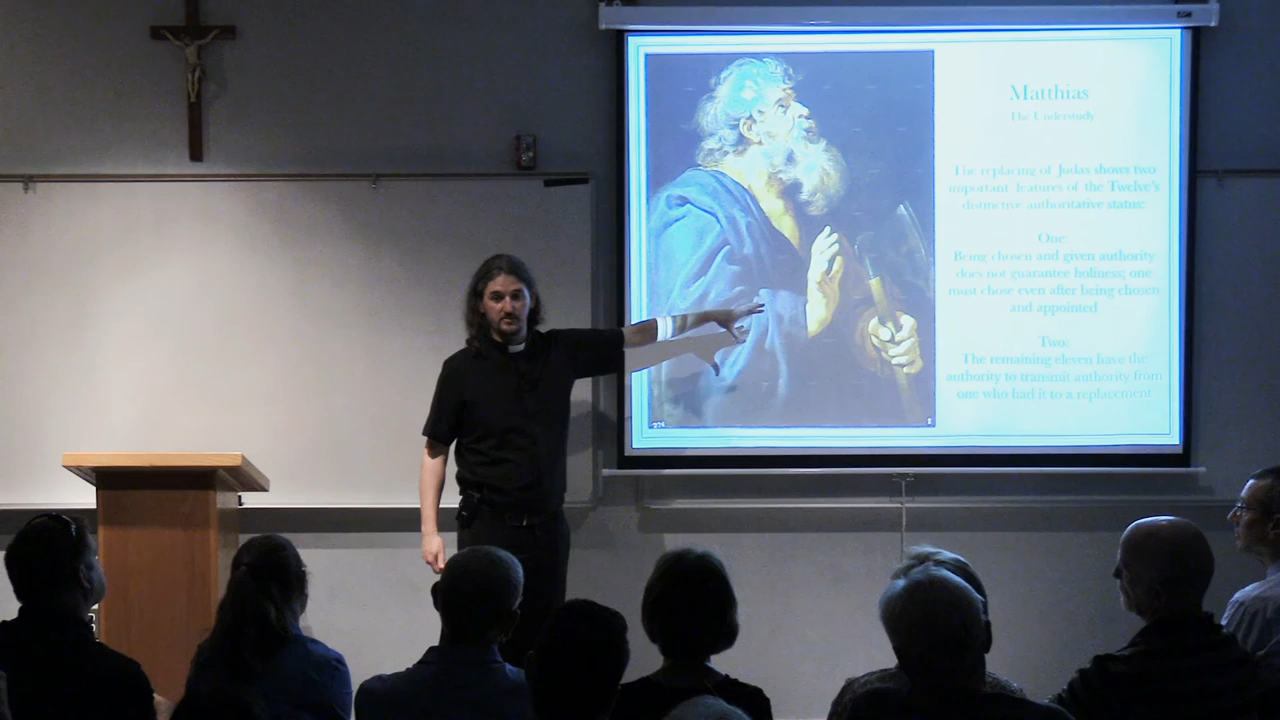 Matthias
The Understudy
The replacing of Judas shows two
important features of the Twelve's
distinctive authoritative status:
One:
Being chosen and given authority
does not guarantee holiness; one
must chose even after being chosen
and appointed
Two:
The remaining eleven have the
authority to transmit authority from
one who had it to a replacement